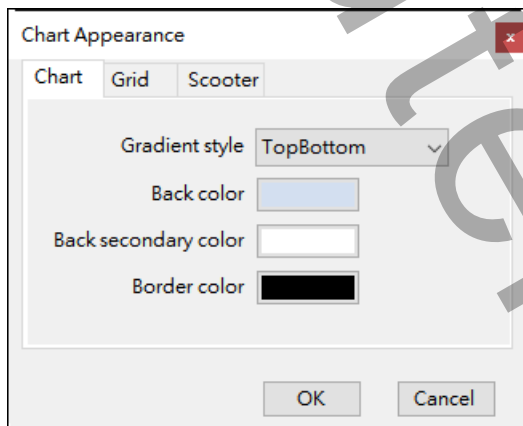 Chart Appearance
x
Chart Grid Scooter
Gradient style TopBottom
Back color
Back secondary color
Border color
OK Cancel